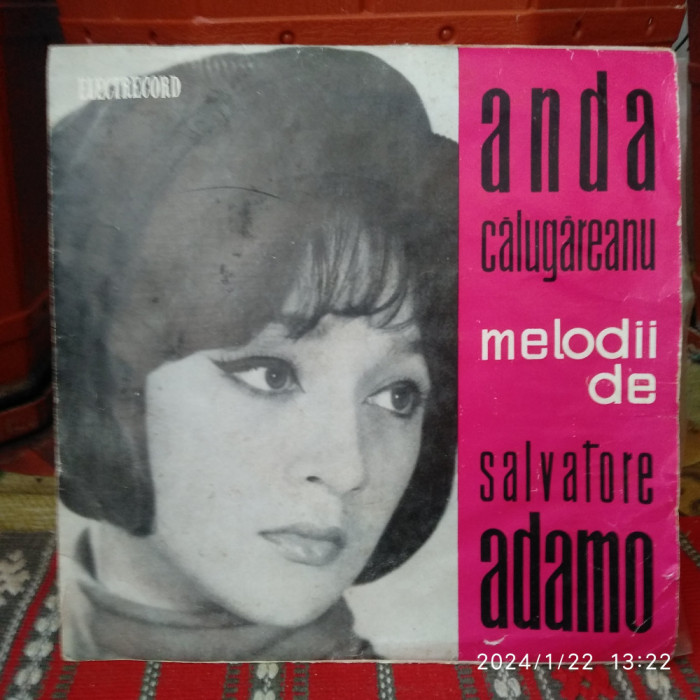 ELECTRECORD
anda
călugăreanu
melodii
de
salvatore
adamo
2024/1/22 13:22